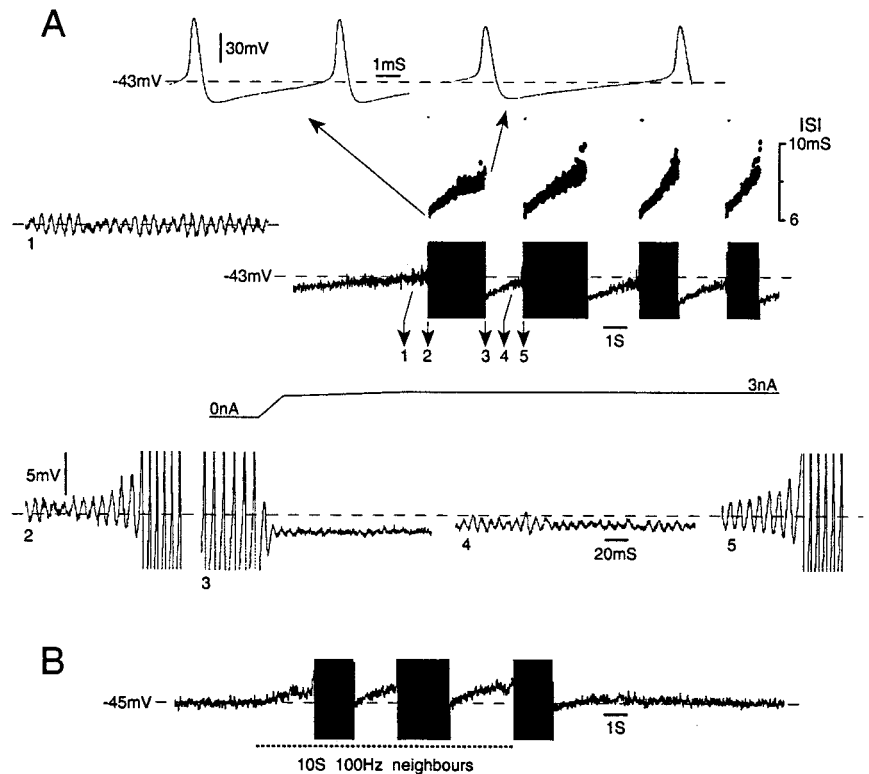 A
30mV
1mS
-43mV
ISI
10mS
6
1
-43mV
1S
1 2 3 4 5
0nA
3nA
5mV
2
3
4
20mS
5
B
-45mV
1S
10S 100Hz neighbours